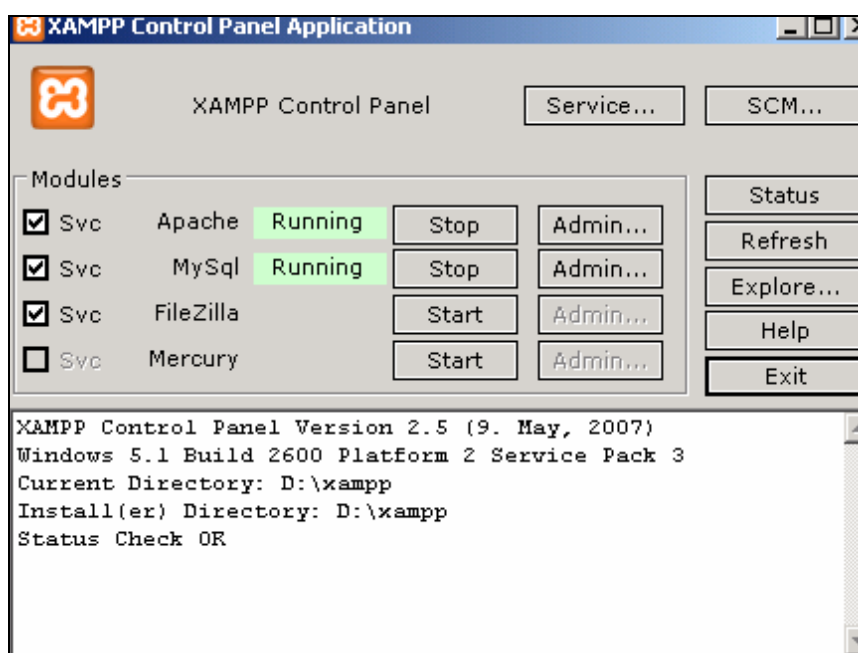 XAMPP Control Panel Application
XAMPP Control Panel Service... SCM...
Modules
Svc Apache Running Stop Admin...
Svc MySql Running Stop Admin...
Svc FileZilla Start Admin...
Svc Mercury Start Admin...
Status
Refresh
Explore...
Help
Exit
XAMPP Control Panel Version 2.5 (9. May, 2007)
Windows 5.1 Build 2600 Platform 2 Service Pack 3
Current Directory: D:\xampp
Install(er) Directory: D:\xampp
Status Check OK